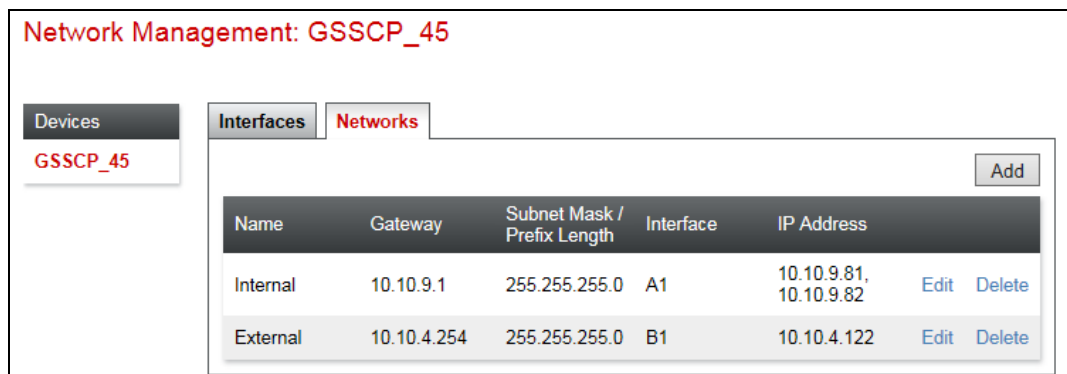 Network Management: GSSCP_45
Devices
GSSCP_45
Interfaces Networks
Add
Name Gateway Subnet Mask / Prefix Length Interface IP Address
Internal 10.10.9.1 255.255.255.0 A1 10.10.9.81, 10.10.9.82 Edit Delete
External 10.10.4.254 255.255.255.0 B1 10.10.4.122 Edit Delete